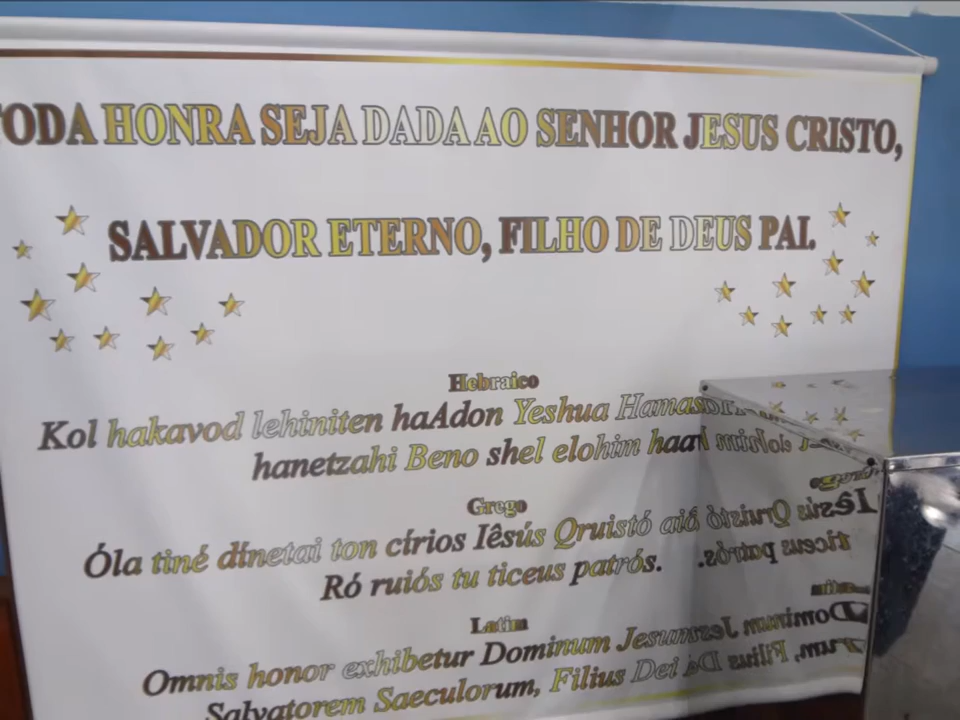 TODA HONRA SEJA DADA AO SENHOR JESUS CRISTO,
SALVADOR ETERNO, FILHO DE DEUS PAI.
Hebraico
Kol hakavod lehiniten haAdon Yeshua
hanetzahi Beno shel elohim
Grego
Óla tiné dínetai ton círios Iêsús Qruistó aiá
Ró ruiós tu ticeus patrós.
Latim
Omnis honor exhibetur Dominum
Salvatorem Saeculorum, Filius Dei